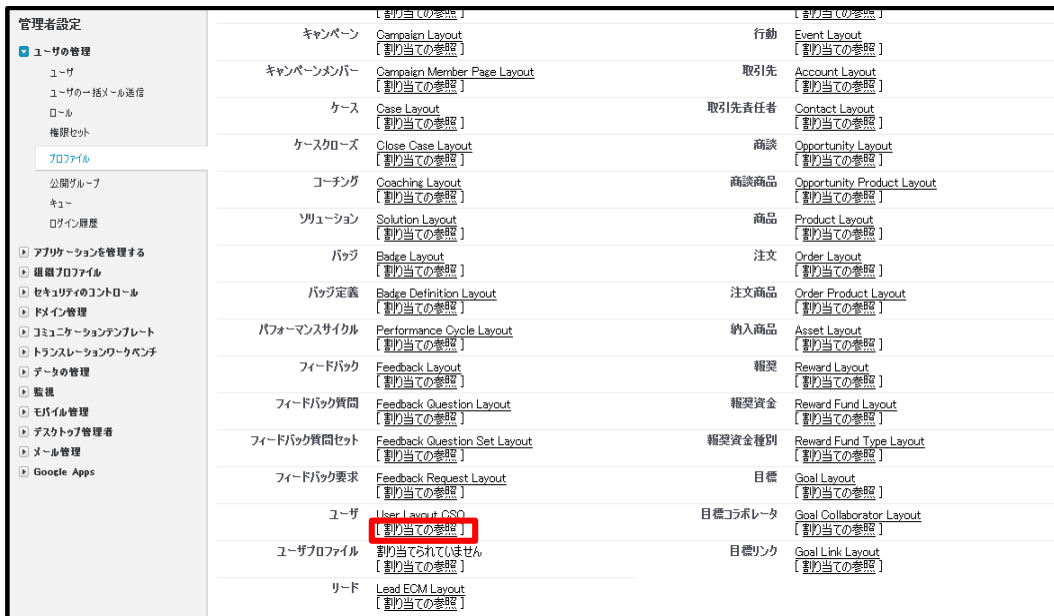 管理者設定
ユーザの管理
ユーザ
ユーザの一括メール送信
ロール
権限セット
プロファイル
公開グループ
キュー
ログイン履歴
アプリケーションを管理する
組織プロファイル
セキュリティのコントロール
ドメイン管理
コミュニケーションテンプレート
トランスレーションワークベンチ
データの管理
監視
モバイル管理
デスクトップ管理者
メール管理
Google Apps
[ 割り当ての参照 ] [ 割り当ての参照 ]
キャンペーン Campaign Layout 行動 Event Layout
[ 割り当ての参照 ] [ 割り当ての参照 ]
キャンペーンメンバー Campaign Member Page Layout 取引先 Account Layout
[ 割り当ての参照 ] [ 割り当ての参照 ]
ケース Case Layout 取引先責任者 Contact Layout
[ 割り当ての参照 ] [ 割り当ての参照 ]
ケースクローズ Close Case Layout 商談 Opportunity Layout
[ 割り当ての参照 ] [ 割り当ての参照 ]
コーチング Coaching Layout 商談商品 Opportunity Product Layout
[ 割り当ての参照 ] [ 割り当ての参照 ]
ソリューション Solution Layout 商品 Product Layout
[ 割り当ての参照 ] [ 割り当ての参照 ]
バッジ Badge Layout 注文 Order Layout
[ 割り当ての参照 ] [ 割り当ての参照 ]
バッジ定義 Badge Definition Layout 注文商品 Order Product Layout
[ 割り当ての参照 ] [ 割り当ての参照 ]
パフォーマンスサイクル Performance Cycle Layout 納入商品 Asset Layout
[ 割り当ての参照 ] [ 割り当ての参照 ]
フィードバック Feedback Layout 報奨 Reward Layout
[ 割り当ての参照 ] [ 割り当ての参照 ]
フィードバック質問 Feedback Question Layout 報奨資金 Reward Fund Layout
[ 割り当ての参照 ] [ 割り当ての参照 ]
フィードバック質問セット Feedback Question Set Layout 報奨資金種別 Reward Fund Type Layout
[ 割り当ての参照 ] [ 割り当ての参照 ]
フィードバック要求 Feedback Request Layout 目標 Goal Layout
[ 割り当ての参照 ] [ 割り当ての参照 ]
ユーザ User Layout CSO 目標コラボレータ Goal Collaborator Layout
[ 割り当ての参照 ] [ 割り当ての参照 ]
ユーザプロファイル 割り当てられていません 目標リンク Goal Link Layout
[ 割り当ての参照 ] [ 割り当ての参照 ]
リード Lead ECM Layout
[ 割り当ての参照 ]